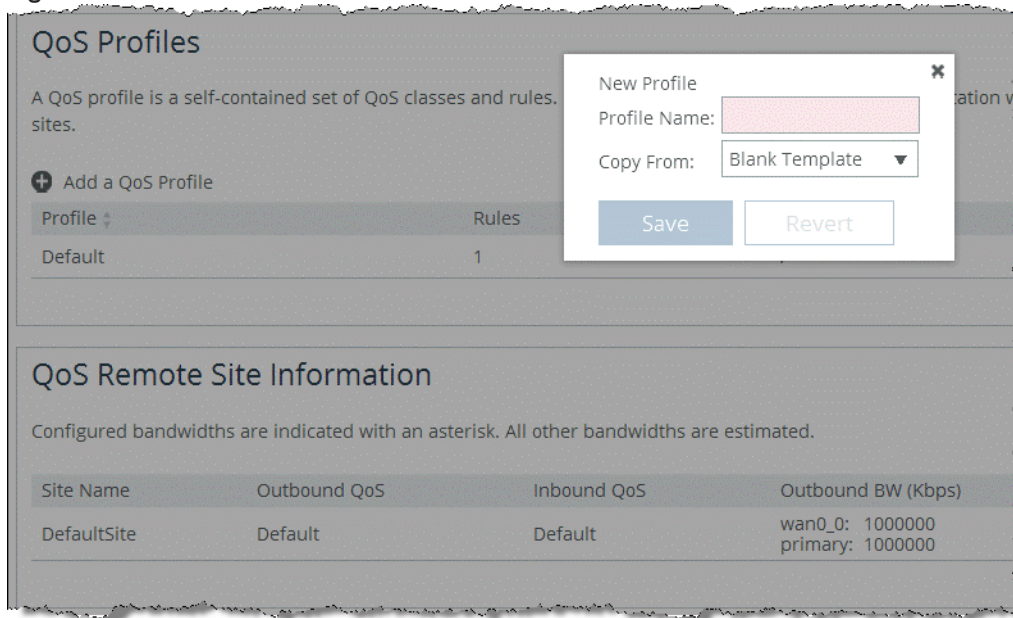 QoS Profiles
A QoS profile is a self-contained set of QoS classes and rules.
sites.
Add a QoS Profile
Profile Rules
Default 1
New Profile
Profile Name:
Copy From: Blank Template
Save Revert
QoS Remote Site Information
Configured bandwidths are indicated with an asterisk. All other bandwidths are estimated.
Site Name Outbound QoS Inbound QoS Outbound BW (Kbps)
DefaultSite Default Default wan0_0: 1000000
primary: 1000000